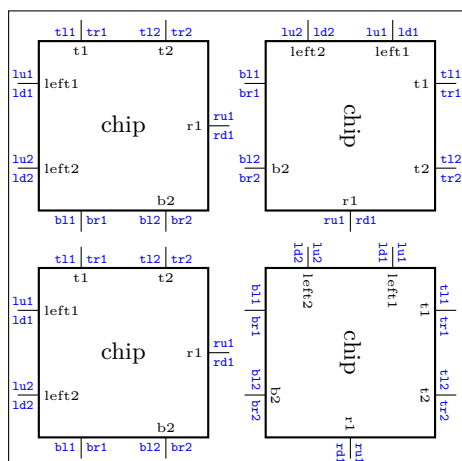 tl1 tr1 tl2 tr2
t1 t2
lu1 left1
ld1
chip
r1 ru1
rd1
lu2 left2
ld2
b2
bl1 br1 bl2 br2
lu2 ld2 lu1 ld1
left2 left1
bl1 t1 tl1
br1 tr1
chip
bl2 b2 t2 tl2
br2 tr2
r1
ru1 rd1
tl1 tr1 tl2 tr2
t1 t2
lu1 left1
ld1
chip
r1 ru1
rd1
lu2 left2
ld2
b2
bl1 br1 bl2 br2
ld2 lu2 ld1 lu1
left2 left1
bl1 t1 tl1
br1 tr1
chip
bl2 b2 t2 tl2
br2 tr2
r1
rd1 ru1